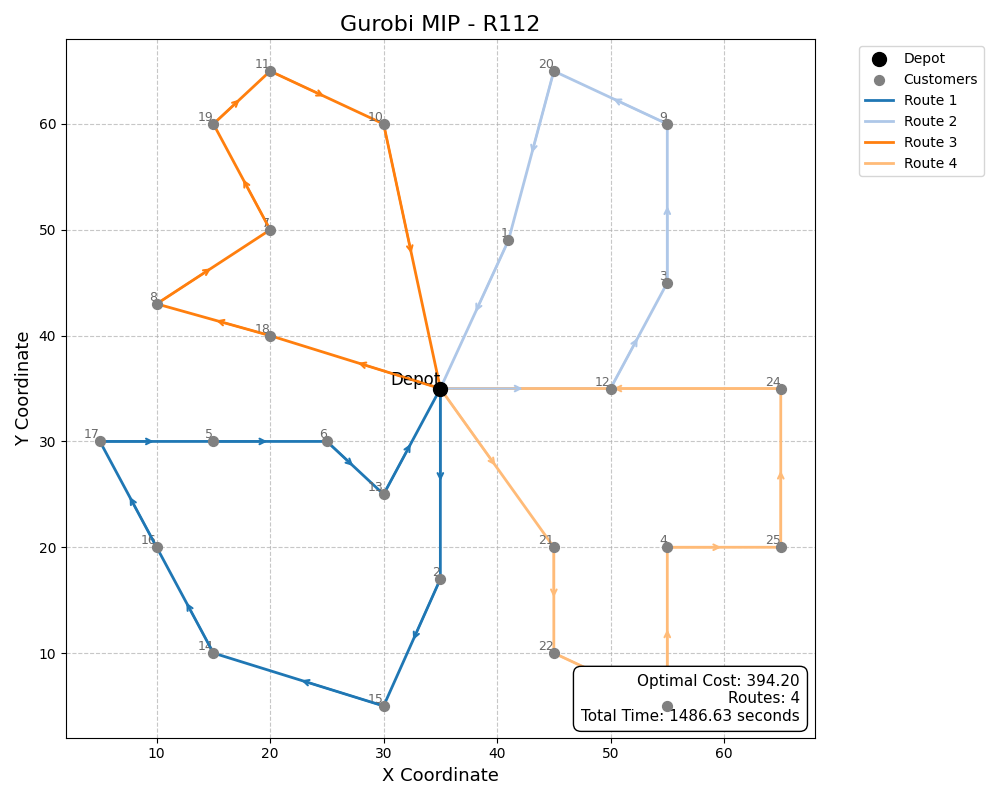 Gurobi MIP - R112
Depot
Customers
Route 1
Route 2
Route 3
Route 4
Y Coordinate
60
50
40
30
20
10
11
20
19
10
9
7
1
8
3
18
Depot
12
24
17
5
6
13
16
21
4
25
2
14
22
15
Optimal Cost: 394.20
Routes: 4
Total Time: 1486.63 seconds
10
20
30
40
50
60
X Coordinate